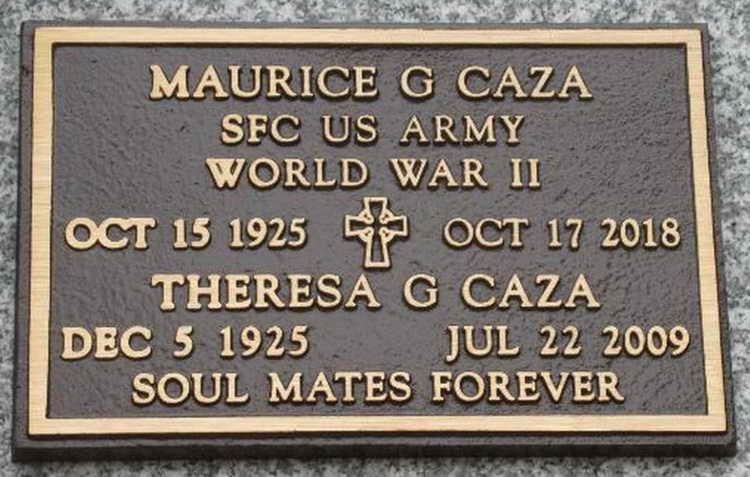 MAURICE G CAZA
SFC US ARMY
WORLD WAR II
OCT 15 1925 OCT 17 2018
THERESA G CAZA
DEC 5 1925 JUL 22 2009
SOUL MATES FOREVER